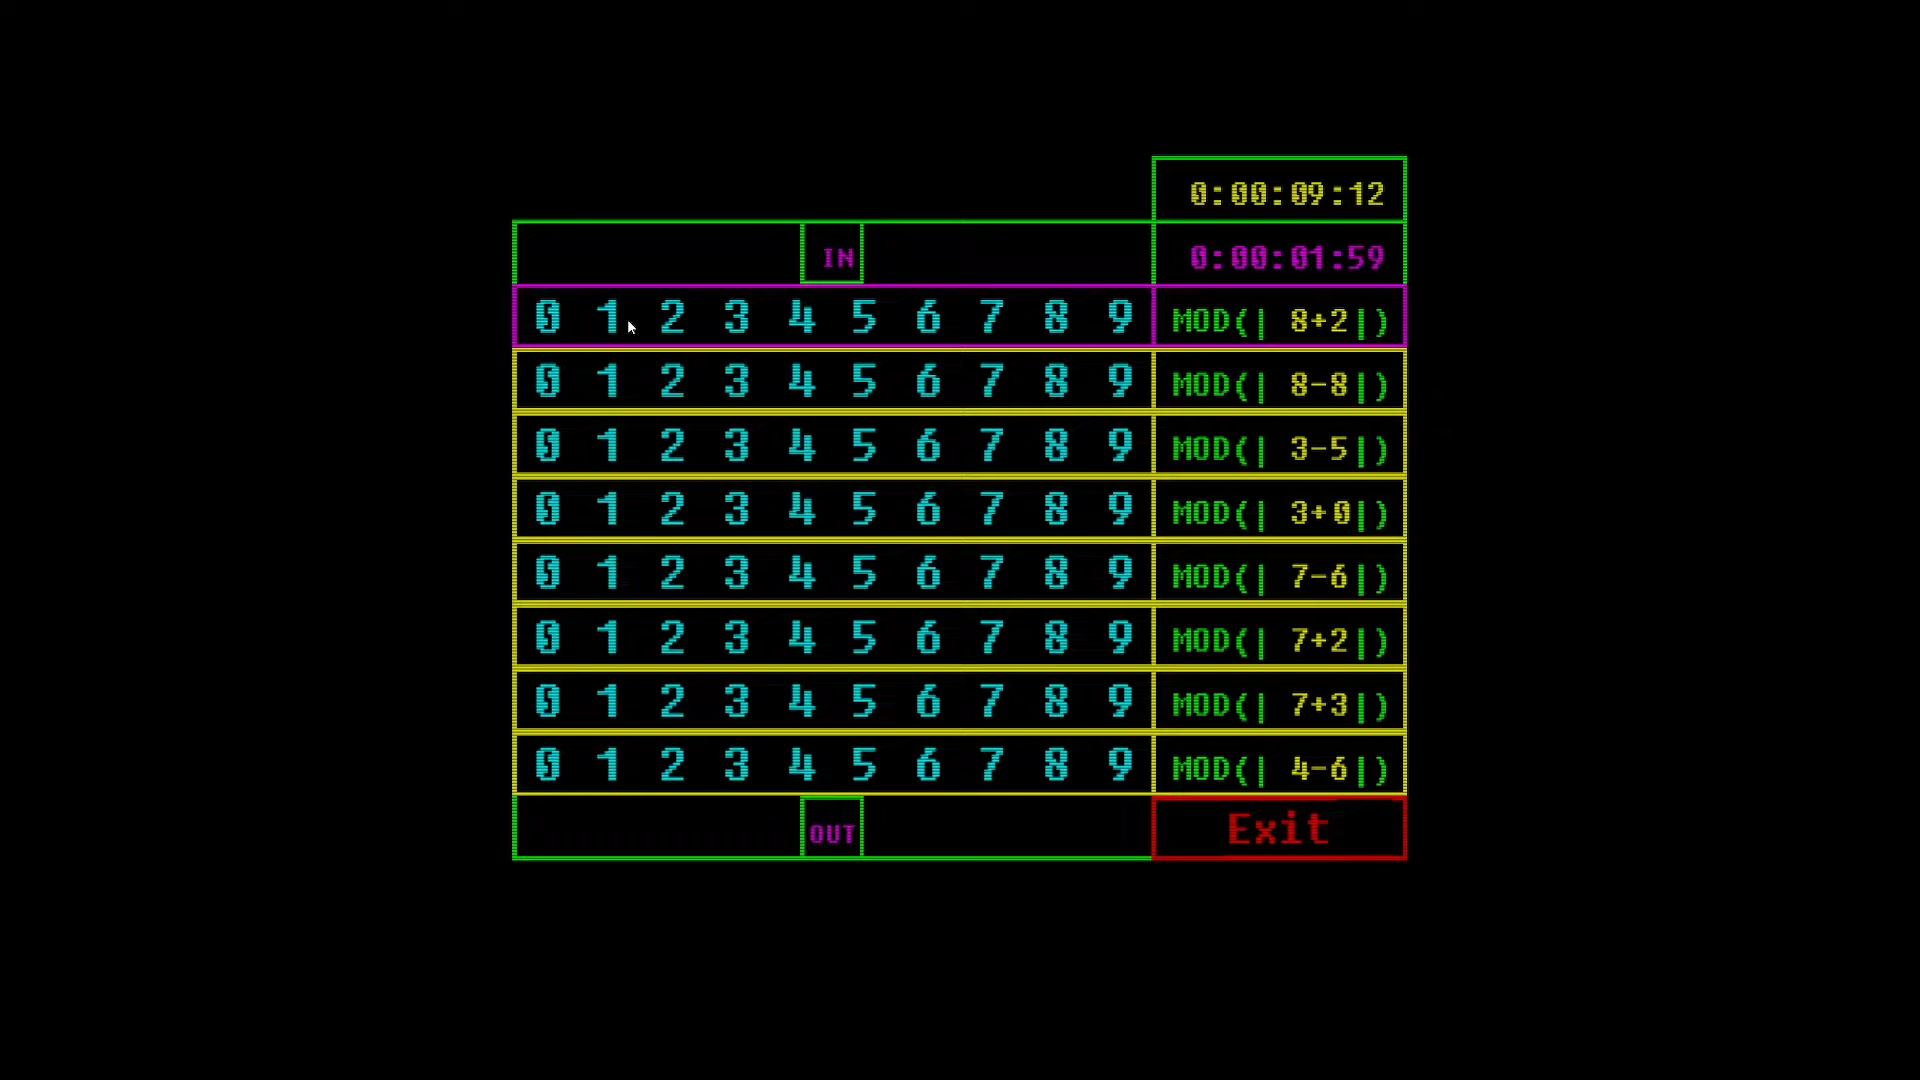 0:00:09:12
IN 0:00:01:59
0 1 2 3 4 5 6 7 8 9 MOD(| 8+2|)
0 1 2 3 4 5 6 7 8 9 MOD(| 8-8|)
0 1 2 3 4 5 6 7 8 9 MOD(| 3-5|)
0 1 2 3 4 5 6 7 8 9 MOD(| 3+0|)
0 1 2 3 4 5 6 7 8 9 MOD(| 7-6|)
0 1 2 3 4 5 6 7 8 9 MOD(| 7+2|)
0 1 2 3 4 5 6 7 8 9 MOD(| 7+3|)
0 1 2 3 4 5 6 7 8 9 MOD(| 4-6|)
OUT Exit